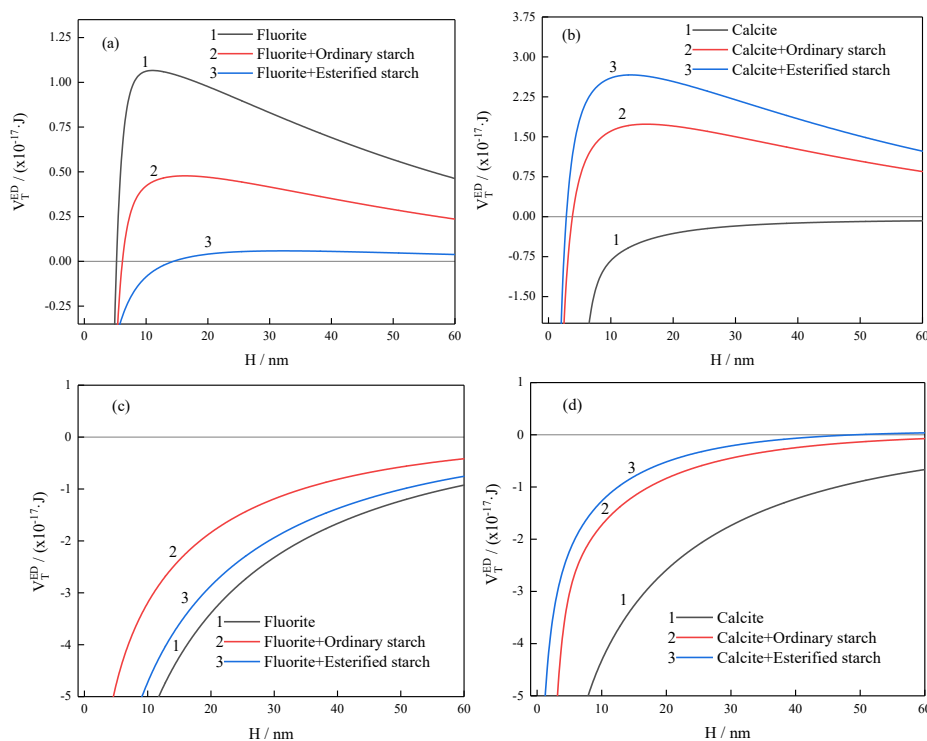 (a)
1 Fluorite
2 Fluorite+Ordinary starch
3 Fluorite+Esterified starch
1
2
3
1.25
1.00
0.75
0.50
0.25
0.00
-0.25
V_T^ED / (x10^-17·J)
0 10 20 30 40 50 60
H / nm
(b)
1 Calcite
2 Calcite+Ordinary starch
3 Calcite+Esterified starch
3
2
1
3.75
3.00
2.25
1.50
0.75
0.00
-0.75
-1.50
V_T^ED / (x10^-17·J)
0 10 20 30 40 50 60
H / nm
(c)
2
3
1
1 Fluorite
2 Fluorite+Ordinary starch
3 Fluorite+Esterified starch
1
0
-1
-2
-3
-4
-5
V_T^ED / (x10^-17·J)
0 10 20 30 40 50 60
H / nm
(d)
3
2
1
1 Calcite
2 Calcite+Ordinary starch
3 Calcite+Esterified starch
1
0
-1
-2
-3
-4
-5
V_T^ED / (x10^-17·J)
0 10 20 30 40 50 60
H / nm